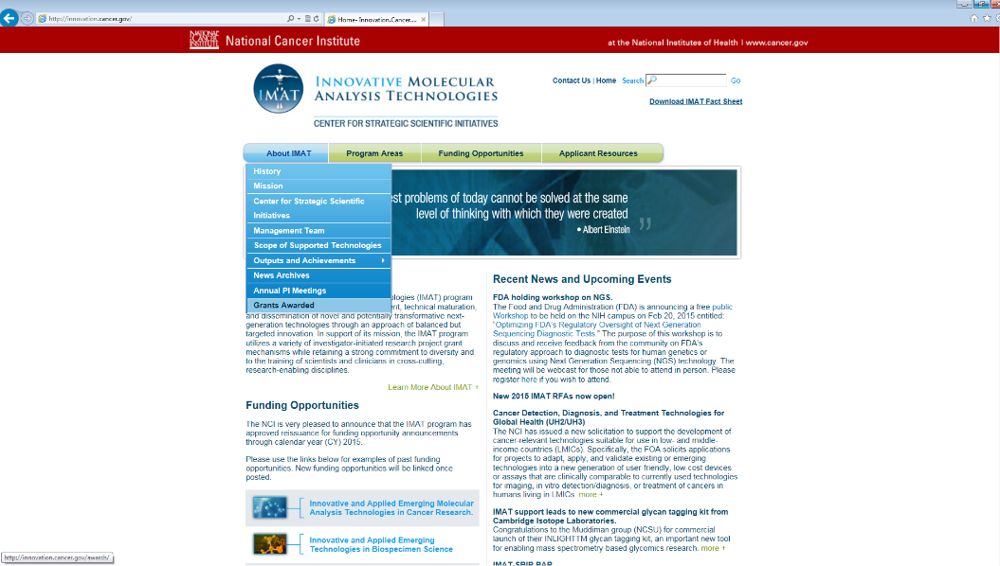 http://innovation.cancer.gov/
Home- Innovation.Cancer....
NATIONAL
CANCER
INSTITUTE
National Cancer Institute
at the National Institutes of Health | www.cancer.gov
IMAT
INNOVATIVE MOLECULAR
ANALYSIS TECHNOLOGIES
CENTER FOR STRATEGIC SCIENTIFIC INITIATIVES
Contact Us | Home Search Go
Download IMAT Fact Sheet
About IMAT Program Areas Funding Opportunities Applicant Resources
History
Mission
Center for Strategic Scientific
Initiatives
Management Team
Scope of Supported Technologies
Outputs and Achievements
News Archives
Annual PI Meetings
Grants Awarded
est problems of today cannot be solved at the same
level of thinking with which they were created
• Albert Einstein ”
ologies (IMAT) program
ent, technical maturation,
and dissemination of novel and potentially transformative next-
generation technologies through an approach of balanced but
targeted innovation. In support of its mission, the IMAT program
utilizes a variety of investigator-initiated research project grant
mechanisms while retaining a strong commitment to diversity and
to the training of scientists and clinicians in cross-cutting,
research-enabling disciplines.
Learn More About IMAT +
Funding Opportunities
The NCI is very pleased to announce that the IMAT program has
approved reissuance for funding opportunity announcements
through calendar year (CY) 2015.
Please use the links below for examples of past funding
opportunities. New funding opportunities will be linked once
posted.
Innovative and Applied Emerging Molecular
Analysis Technologies in Cancer Research.
Innovative and Applied Emerging
Technologies in Biospecimen Science
Recent News and Upcoming Events
FDA holding workshop on NGS.
The Food and Drug Administration (FDA) is announcing a free public
Workshop to be held on the NIH campus on Feb 20, 2015 entitled:
"Optimizing FDA's Regulatory Oversight of Next Generation
Sequencing Diagnostic Tests." The purpose of this workshop is to
discuss and receive feedback from the community on FDA's
regulatory approach to diagnostic tests for human genetics or
genomics using Next Generation Sequencing (NGS) technology. The
meeting will be webcast for those not able to attend in person. Please
register here if you wish to attend.
New 2015 IMAT RFAs now open!
Cancer Detection, Diagnosis, and Treatment Technologies for
Global Health (UH2/UH3)
The NCI has issued a new solicitation to support the development of
cancer-relevant technologies suitable for use in low- and middle-
income countries (LMICs). Specifically, the FOA solicits applications
for projects to adapt, apply, and validate existing or emerging
technologies into a new generation of user-friendly, low cost devices
or assays that are clinically comparable to currently used technologies
for imaging, in vitro detection/diagnosis, or treatment of cancers in
humans living in LMICs. more +
IMAT support leads to new commercial glycan tagging kit from
Cambridge Isotope Laboratories.
Congratulations to the Muddiman group (NCSU) for commercial
launch of their INLIGHTTM glycan tagging kit, an important new tool
for enabling mass spectrometry-based glycomics research. more +
IMAT-SBIR PAR
http://innovation.cancer.gov/awards/